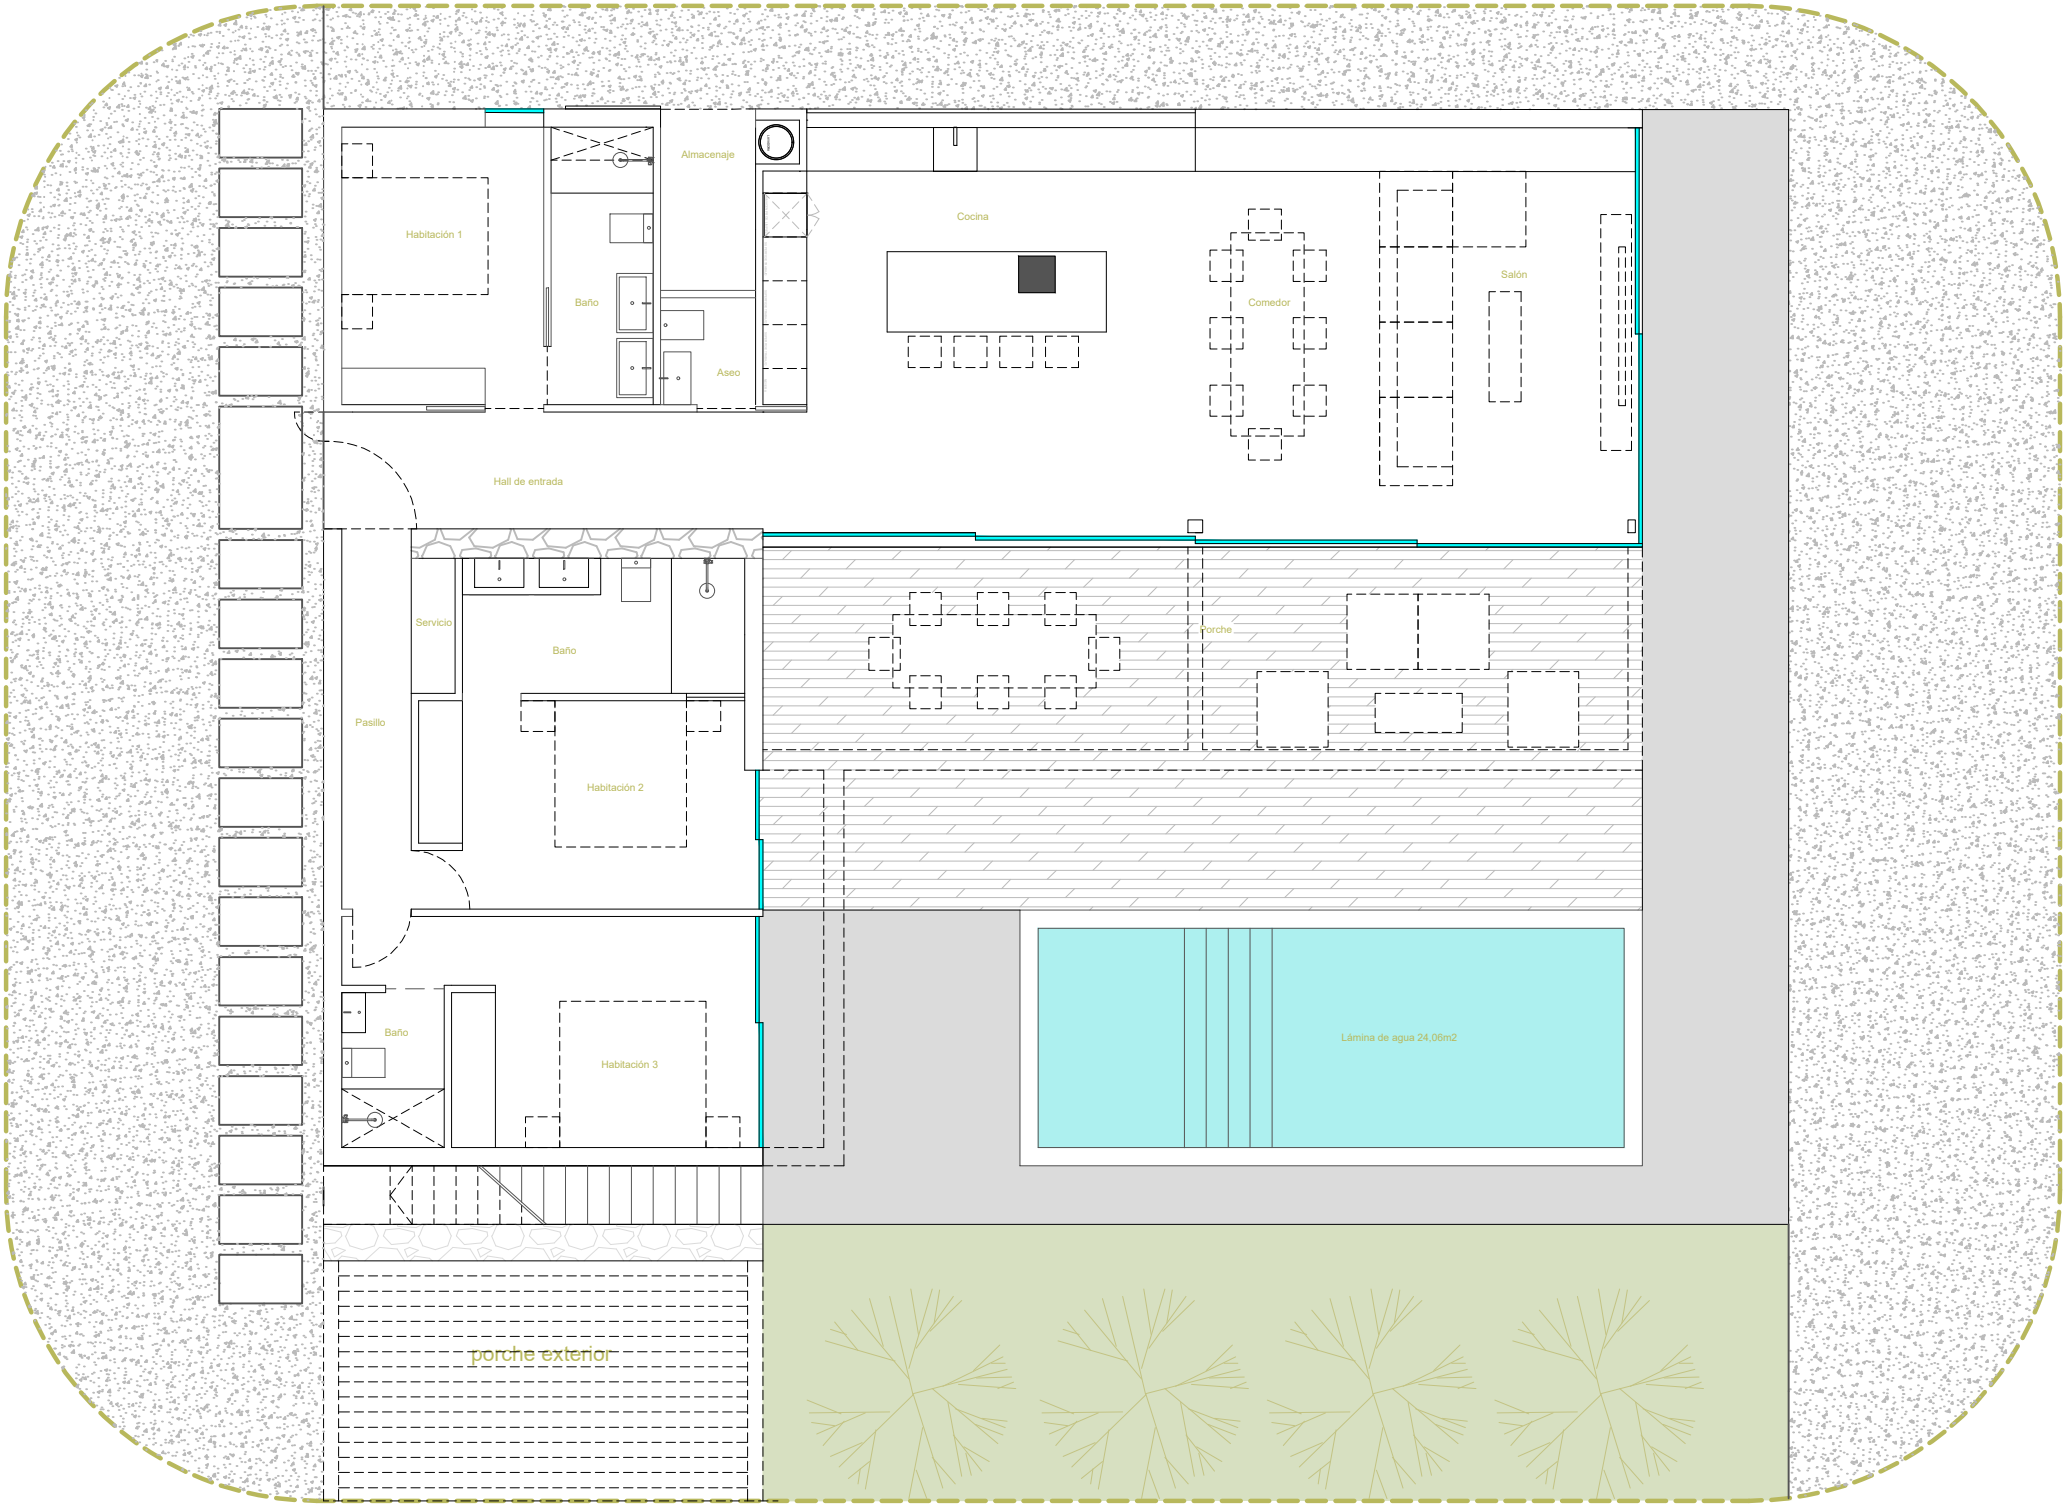 Almacenaje
Cocina
Habitación 1
Salón
Baño
Comedor
Aseo
Hall de entrada
Servicio
Porche
Baño
Pasillo
Habitación 2
Baño
Lámina de agua 24,06m2
Habitación 3
porche exterior